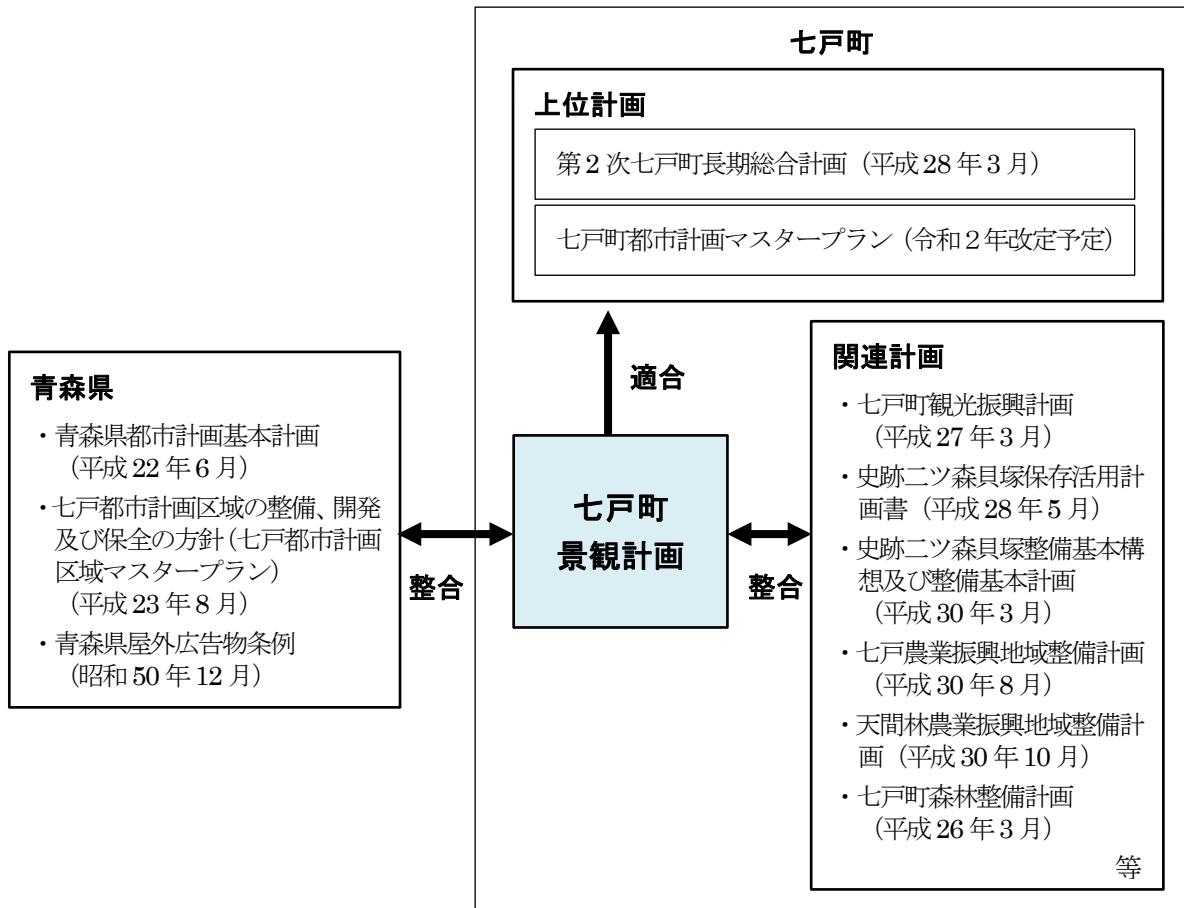 七戸町
上位計画
第2次七戸町長期総合計画（平成28年3月）
七戸町都市計画マスタープラン（令和２年改定予定）
適合
青森県
・青森県都市計画基本計画
（平成22年6月）
・七戸都市計画区域の整備、開発
及び保全の方針（七戸都市計画
区域マスタープラン）
（平成23年8月）
・青森県屋外広告物条例
（昭和50年12月）
整合
七戸町
景観計画
整合
関連計画
・七戸町観光振興計画
（平成27年3月）
・史跡二ツ森貝塚保存活用計
画書（平成28年5月）
・史跡二ツ森貝塚整備基本構
想及び整備基本計画
（平成30年3月）
・七戸農業振興地域整備計画
（平成30年8月）
・天間林農業振興地域整備計
画（平成30年10月）
・七戸町森林整備計画
（平成26年3月）
等